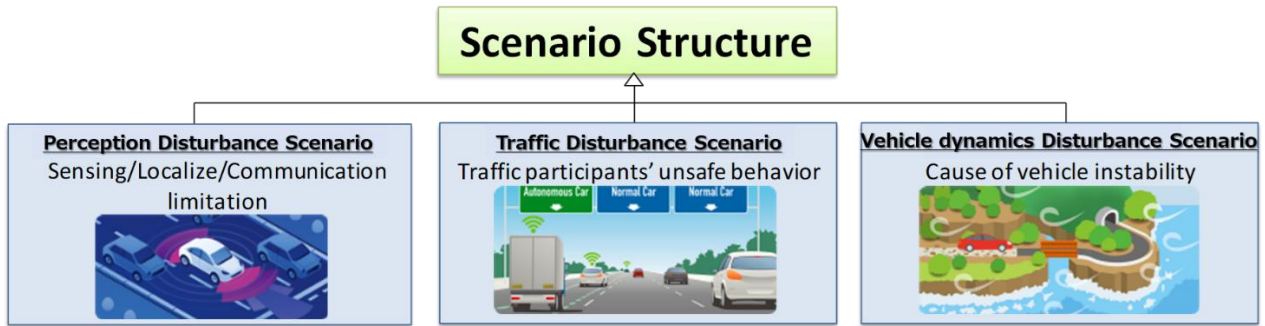 Scenario Structure
Perception Disturbance Scenario
Sensing/Localize/Communication
limitation
Traffic Disturbance Scenario
Traffic participants’ unsafe behavior
Autonomous Car
Normal Car
Normal Car
Vehicle dynamics Disturbance Scenario
Cause of vehicle instability